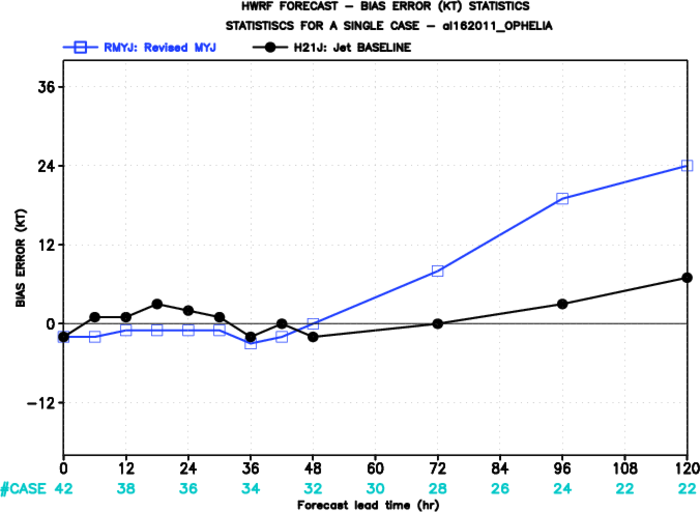 HWRF FORECAST - BIAS ERROR (KT) STATISTICS
STATISTISCS FOR A SINGLE CASE - al162011_OPHELIA
RMYJ: Revised MYJ H21J: Jet BASELINE
36
24
12
0
-12
BIAS ERROR (KT)
0 12 24 36 48 60 72 84 96 108 120
#CASE 42 38 36 34 32 30 28 26 24 22 22
Forecast lead time (hr)